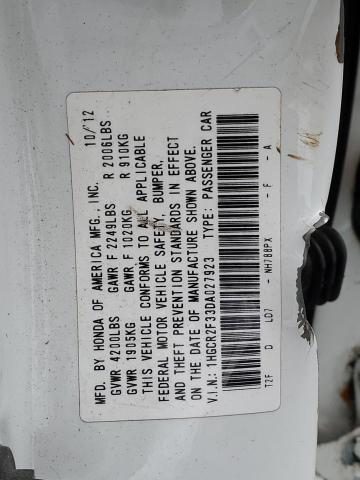 MFD. BY HONDA OF AMERICA MFG.,INC. 10/'12
GVWR 4200LBS GAWR F 2249LBS R 2006LBS
GVWR 1905KG GAWR F 1020KG R 910KG
THIS VEHICLE CONFORMS TO ALL APPLICABLE
FEDERAL MOTOR VEHICLE SAFETY, BUMPER,
AND THEFT PREVENTION STANDARDS IN EFFECT
ON THE DATE OF MANUFACTURE SHOWN ABOVE.
V.I.N.: 1HGCR2F33DA027923 TYPE: PASSENGER CAR
T2F D LD7 - NH788PX - F - A